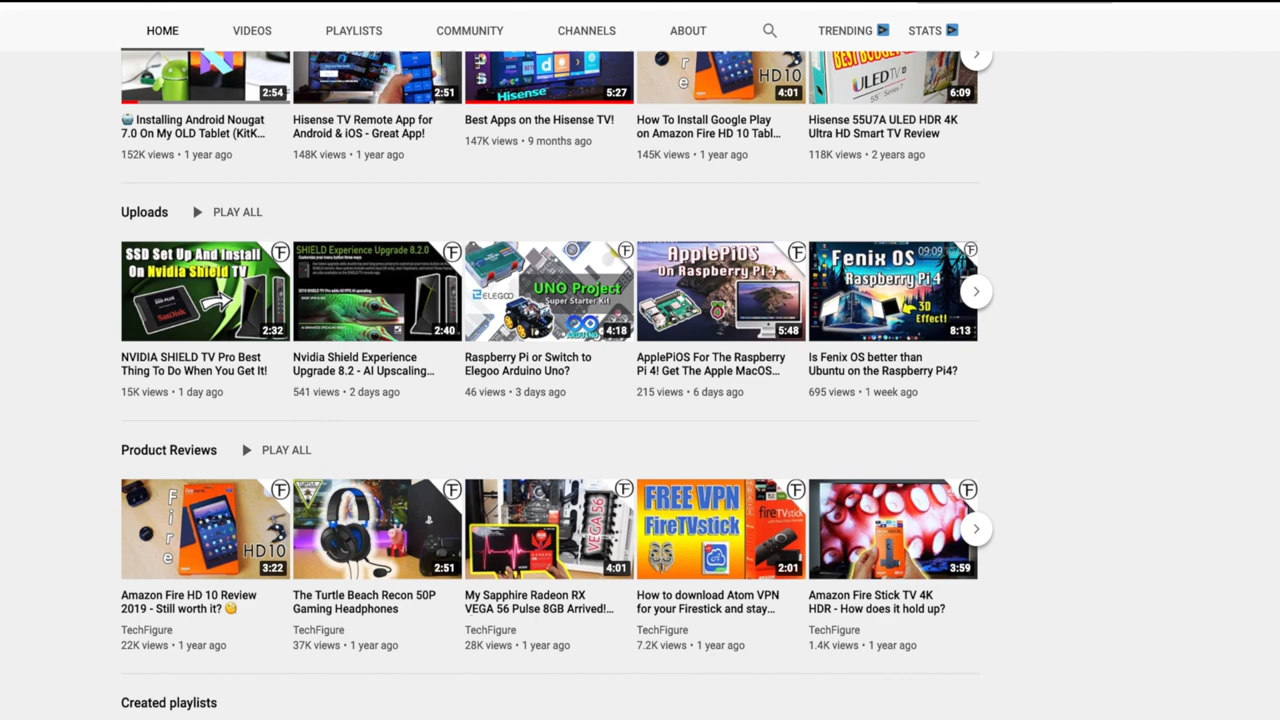 HOME VIDEOS PLAYLISTS COMMUNITY CHANNELS ABOUT TRENDING STATS
re
HD10
BEST BUDGET
ULED TV
55" Series 7
Hisense
2:54 2:51 5:27 4:01 6:09
Installing Android Nougat Hisense TV Remote App for Best Apps on the Hisense TV! How To Install Google Play Hisense 55U7A ULED HDR 4K
7.0 On My OLD Tablet (KitK... Android & iOS - Great App! on Amazon Fire HD 10 Tabl... Ultra HD Smart TV Review
152K views • 1 year ago 148K views • 1 year ago 147K views • 9 months ago 145K views • 1 year ago 118K views • 2 years ago
Uploads PLAY ALL
SSD Set Up And Install SHIELD Experience Upgrade 8.2.0 ApplePiOS Fenix OS 09:09
On Nvidia Shield TV On Raspberry Pi 4 Raspberry Pi 4
ELEGOO UNO Project
Super Starter Kit
SSD PLUS
SanDisk
ARDUINO
3D
Effect!
2:32 2:40 4:18 5:48 8:13
NVIDIA SHIELD TV Pro Best Nvidia Shield Experience Raspberry Pi or Switch to ApplePiOS For The Raspberry Is Fenix OS better than
Thing To Do When You Get It! Upgrade 8.2 - AI Upscaling... Elegoo Arduino Uno? Pi 4! Get The Apple MacOS... Ubuntu on the Raspberry Pi4?
15K views • 1 day ago 541 views • 2 days ago 46 views • 3 days ago 215 views • 6 days ago 695 views • 1 week ago
Product Reviews PLAY ALL
Fire
HD10
VEGA 56
FREE VPN
FireTVstick
fireTVstick
3:22 2:51 4:01 2:01 3:59
Amazon Fire HD 10 Review The Turtle Beach Recon 50P My Sapphire Radeon RX How to download Atom VPN Amazon Fire Stick TV 4K
2019 - Still worth it? Gaming Headphones VEGA 56 Pulse 8GB Arrived!... for your Firestick and stay... HDR - How does it hold up?
TechFigure TechFigure TechFigure TechFigure TechFigure
22K views • 1 year ago 37K views • 1 year ago 28K views • 1 year ago 7.2K views • 1 year ago 1.4K views • 1 year ago
Created playlists